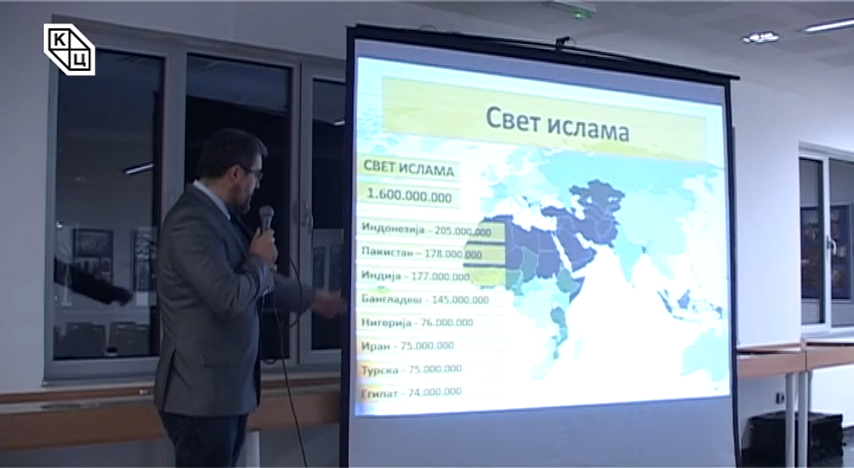 КЦ
Свет ислама
СВЕТ ИСЛАМА
1.600.000.000
Индонезија - 205.000.000
Пакистан – 178.000.000
Индија - 177.000.000
Бангладеш - 145.000.000
Нигерија - 76.000.000
Иран - 75.000.000
Турска - 75.000.000
Египат - 74.000.000